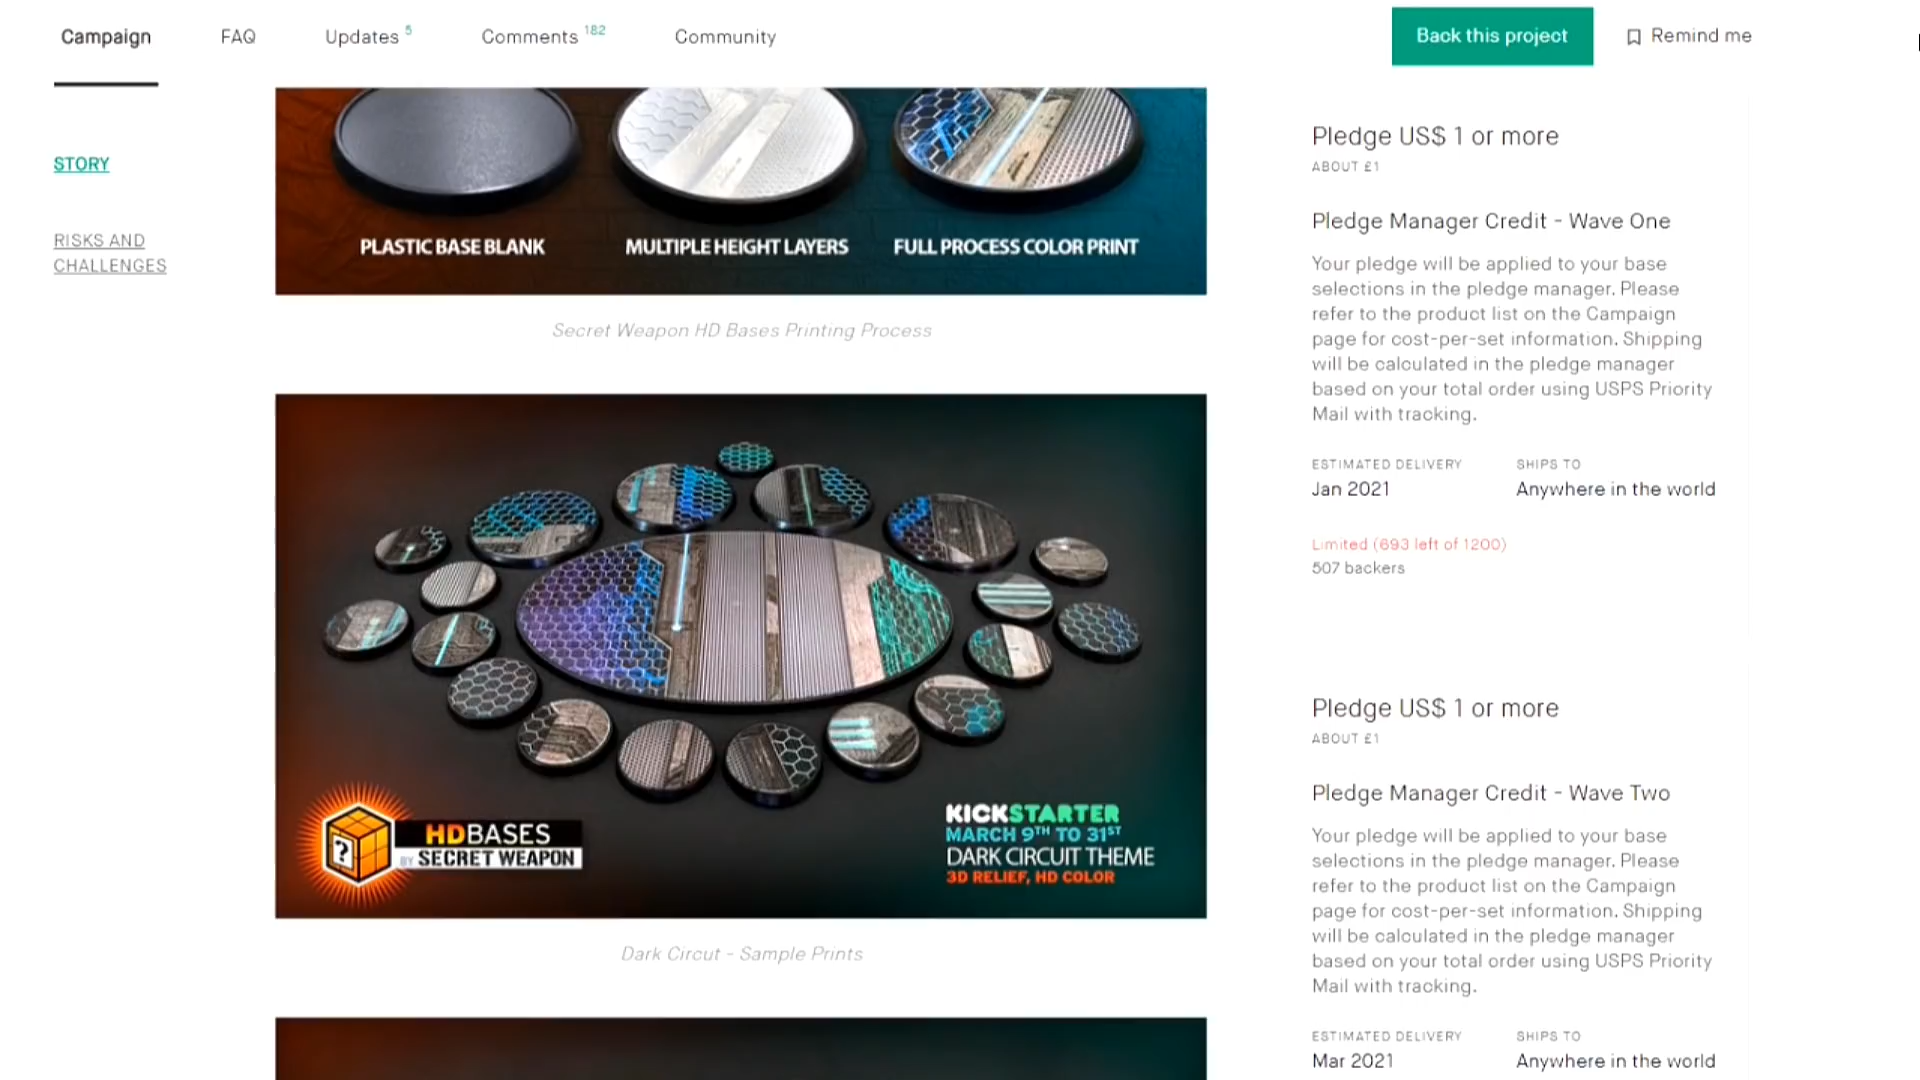 Campaign
FAQ
Updates 5
Comments 182
Community
Back this project
Remind me
STORY
RISKS AND
CHALLENGES
PLASTIC BASE BLANK
MULTIPLE HEIGHT LAYERS
FULL PROCESS COLOR PRINT
Secret Weapon HD Bases Printing Process
?
HDBASES
BY SECRET WEAPON
KICKSTARTER
MARCH 9TH TO 31ST
DARK CIRCUIT THEME
3D RELIEF, HD COLOR
Dark Circut - Sample Prints
Pledge US$ 1 or more
ABOUT £1
Pledge Manager Credit - Wave One
Your pledge will be applied to your base
selections in the pledge manager. Please
refer to the product list on the Campaign
page for cost-per-set information. Shipping
will be calculated in the pledge manager
based on your total order using USPS Priority
Mail with tracking.
ESTIMATED DELIVERY
Jan 2021
SHIPS TO
Anywhere in the world
Limited (693 left of 1200)
507 backers
Pledge US$ 1 or more
ABOUT £1
Pledge Manager Credit - Wave Two
Your pledge will be applied to your base
selections in the pledge manager. Please
refer to the product list on the Campaign
page for cost-per-set information. Shipping
will be calculated in the pledge manager
based on your total order using USPS Priority
Mail with tracking.
ESTIMATED DELIVERY
Mar 2021
SHIPS TO
Anywhere in the world